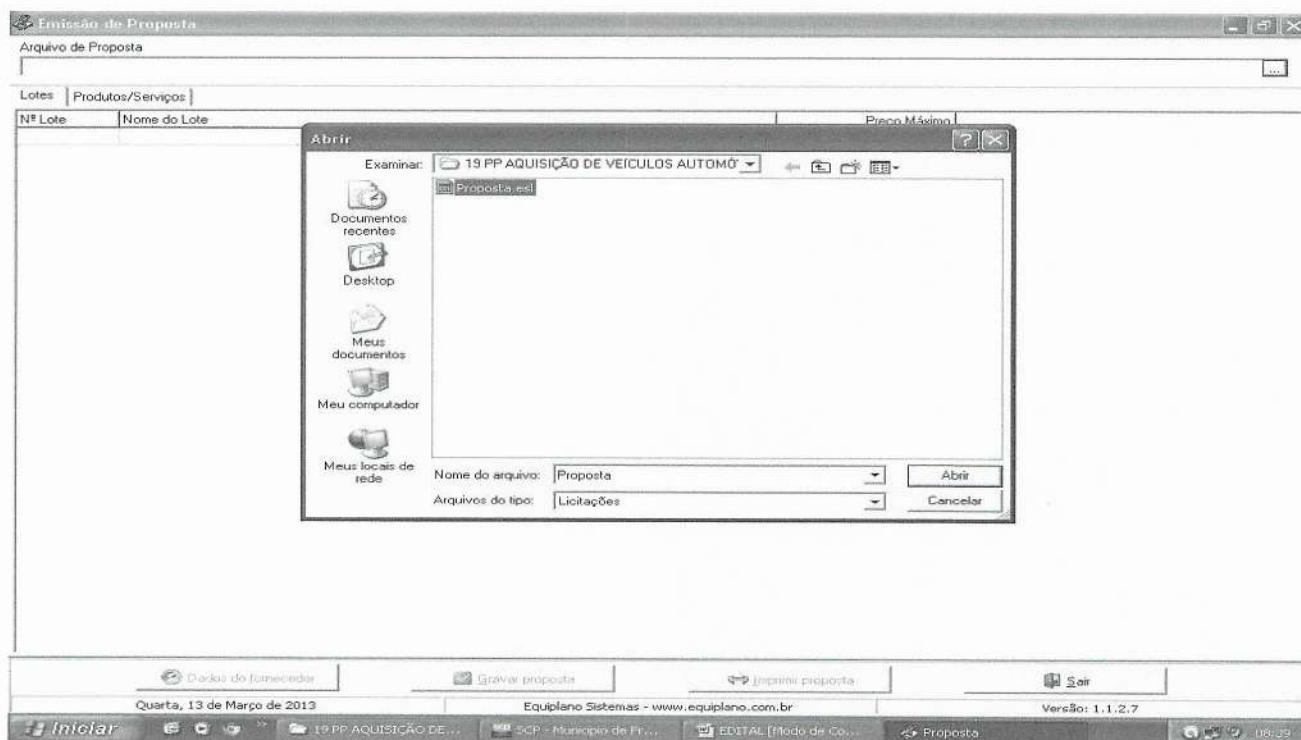 Emissão de Proposta
Arquivo de Proposta
...
Lotes
Produtos/Serviços
Nº Lote
Nome do Lote
Preço Máximo
Abrir
Examinar:
19 PP AQUISIÇÃO DE VEÍCULOS AUTOMÓ
Proposta.esl
Documentos
recentes
Desktop
Meus
documentos
Meu computador
Meus locais de
rede
Nome do arquivo:
Proposta
Abrir
Arquivos do tipo:
Licitações
Cancelar
Dados do fornecedor
Gravar proposta
Imprimir proposta
Sair
Quarta, 13 de Março de 2013
Equiplano Sistemas - www.equiplano.com.br
Versão: 1.1.2.7
Iniciar
19 PP AQUISIÇÃO DE...
SCP - Municipio de Fr...
EDITAL [Modo de Co...
Proposta
08:39